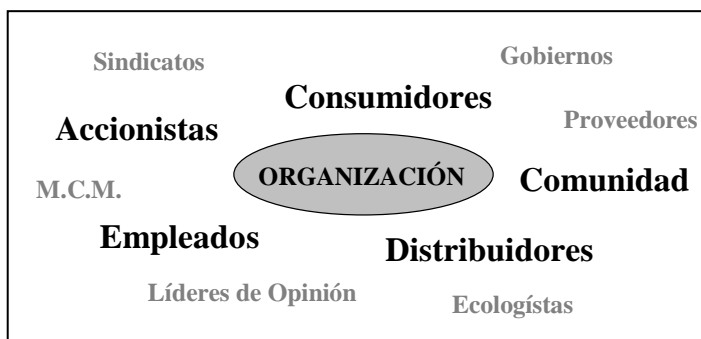 Sindicatos
Gobiernos
Consumidores
Accionistas
Proveedores
ORGANIZACIÓN
Comunidad
M.C.M.
Empleados
Distribuidores
Líderes de Opinión
Ecologístas